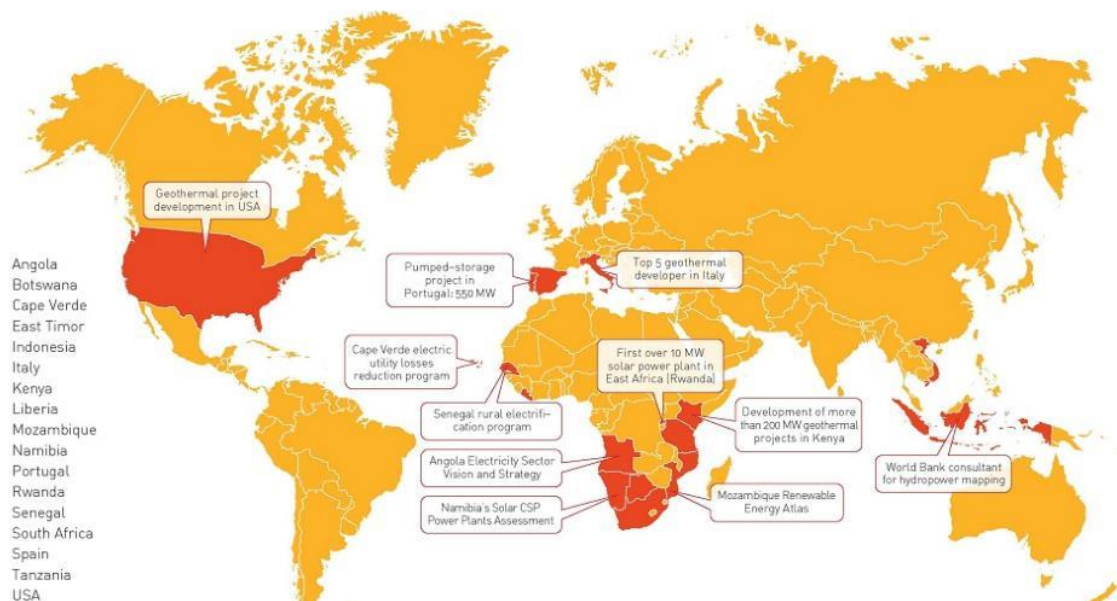 Geothermal project
development in USA
Pumped-storage
project in
Portugal: 550 MW
Top 5 geothermal
developer in Italy
Cape Verde electric
utility losses
reduction program
First over 10 MW
solar power plant in
East Africa (Rwanda)
Senegal rural electrifi-
cation program
Development of more
than 200 MW geothermal
projects in Kenya
Angola Electricity Sector
Vision and Strategy
World Bank consultant
for hydropower mapping
Namibia's Solar CSP
Power Plants Assessment
Mozambique Renewable
Energy Atlas
Angola
Botswana
Cape Verde
East Timor
Indonesia
Italy
Kenya
Liberia
Mozambique
Namibia
Portugal
Rwanda
Senegal
South Africa
Spain
Tanzania
USA